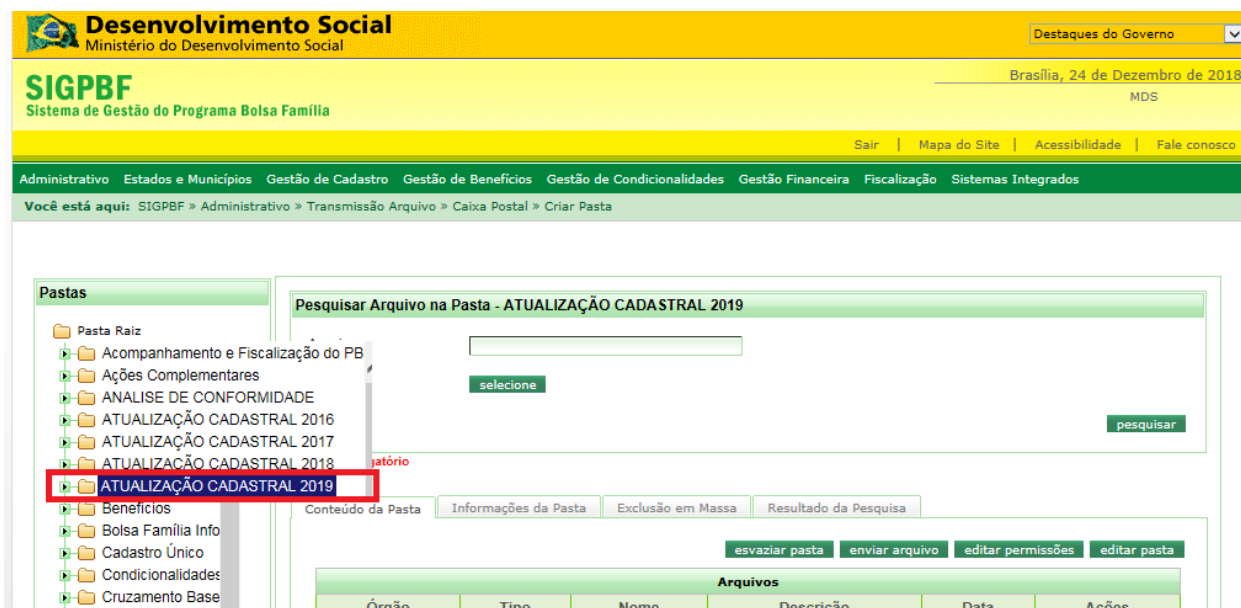 Desenvolvimento Social
Ministério do Desenvolvimento Social
Destaques do Governo
SIGPBF
Sistema de Gestão do Programa Bolsa Família
Brasília, 24 de Dezembro de 2018
MDS
Sair | Mapa do Site | Acessibilidade | Fale conosco
Administrativo Estados e Municípios Gestão de Cadastro Gestão de Benefícios Gestão de Condicionalidades Gestão Financeira Fiscalização Sistemas Integrados
Você está aqui: SIGPBF » Administrativo » Transmissão Arquivo » Caixa Postal » Criar Pasta
Pastas
Pasta Raiz
Acompanhamento e Fiscalização do PB
Ações Complementares
ANALISE DE CONFORMIDADE
ATUALIZAÇÃO CADASTRAL 2016
ATUALIZAÇÃO CADASTRAL 2017
ATUALIZAÇÃO CADASTRAL 2018
ATUALIZAÇÃO CADASTRAL 2019
Benefícios
Bolsa Família Info
Cadastro Único
Condicionalidades
Cruzamento Base
Pesquisar Arquivo na Pasta - ATUALIZAÇÃO CADASTRAL 2019
selecione
pesquisar
gatório
Conteúdo da Pasta Informações da Pasta Exclusão em Massa Resultado da Pesquisa
esvaziar pasta enviar arquivo editar permissões editar pasta
Arquivos
Órgão Tipo Nome Descrição Data Ações